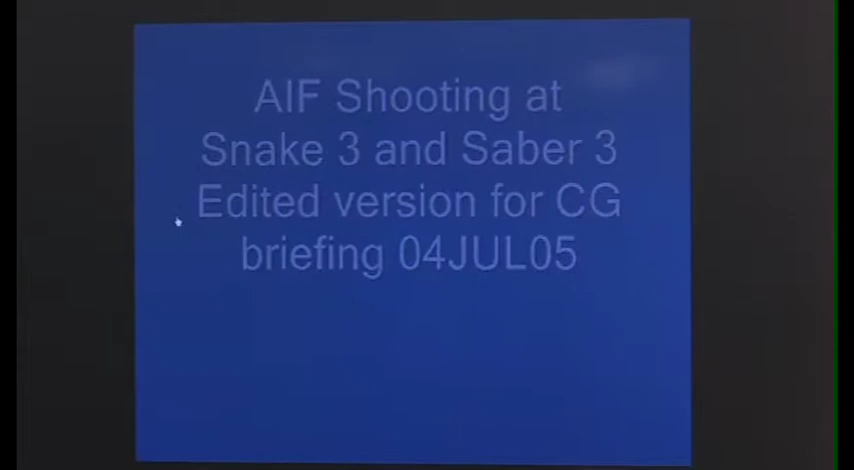 AIF Shooting at
Snake 3 and Saber 3
Edited version for CG
briefing 04JUL05